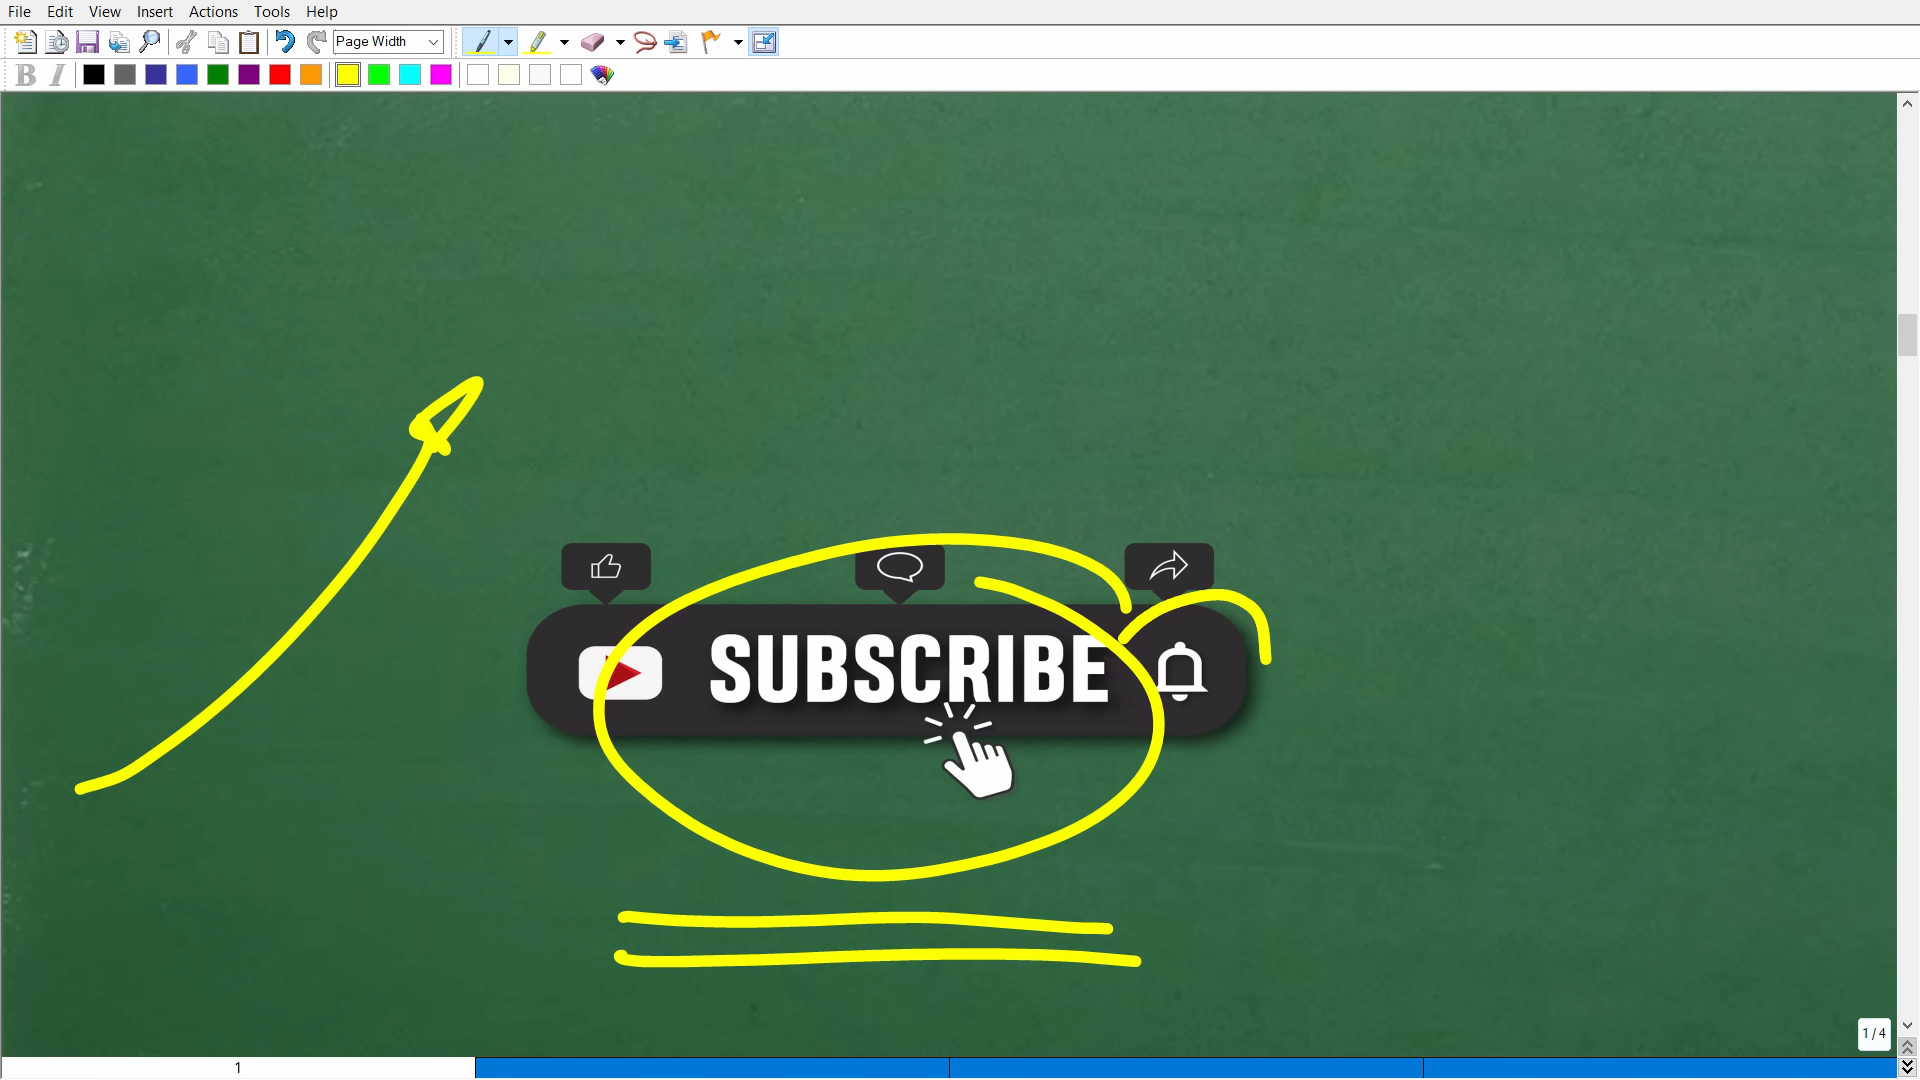 File Edit View Insert Actions Tools Help
Page Width
B I
SUBSCRIBE
1 / 4
1